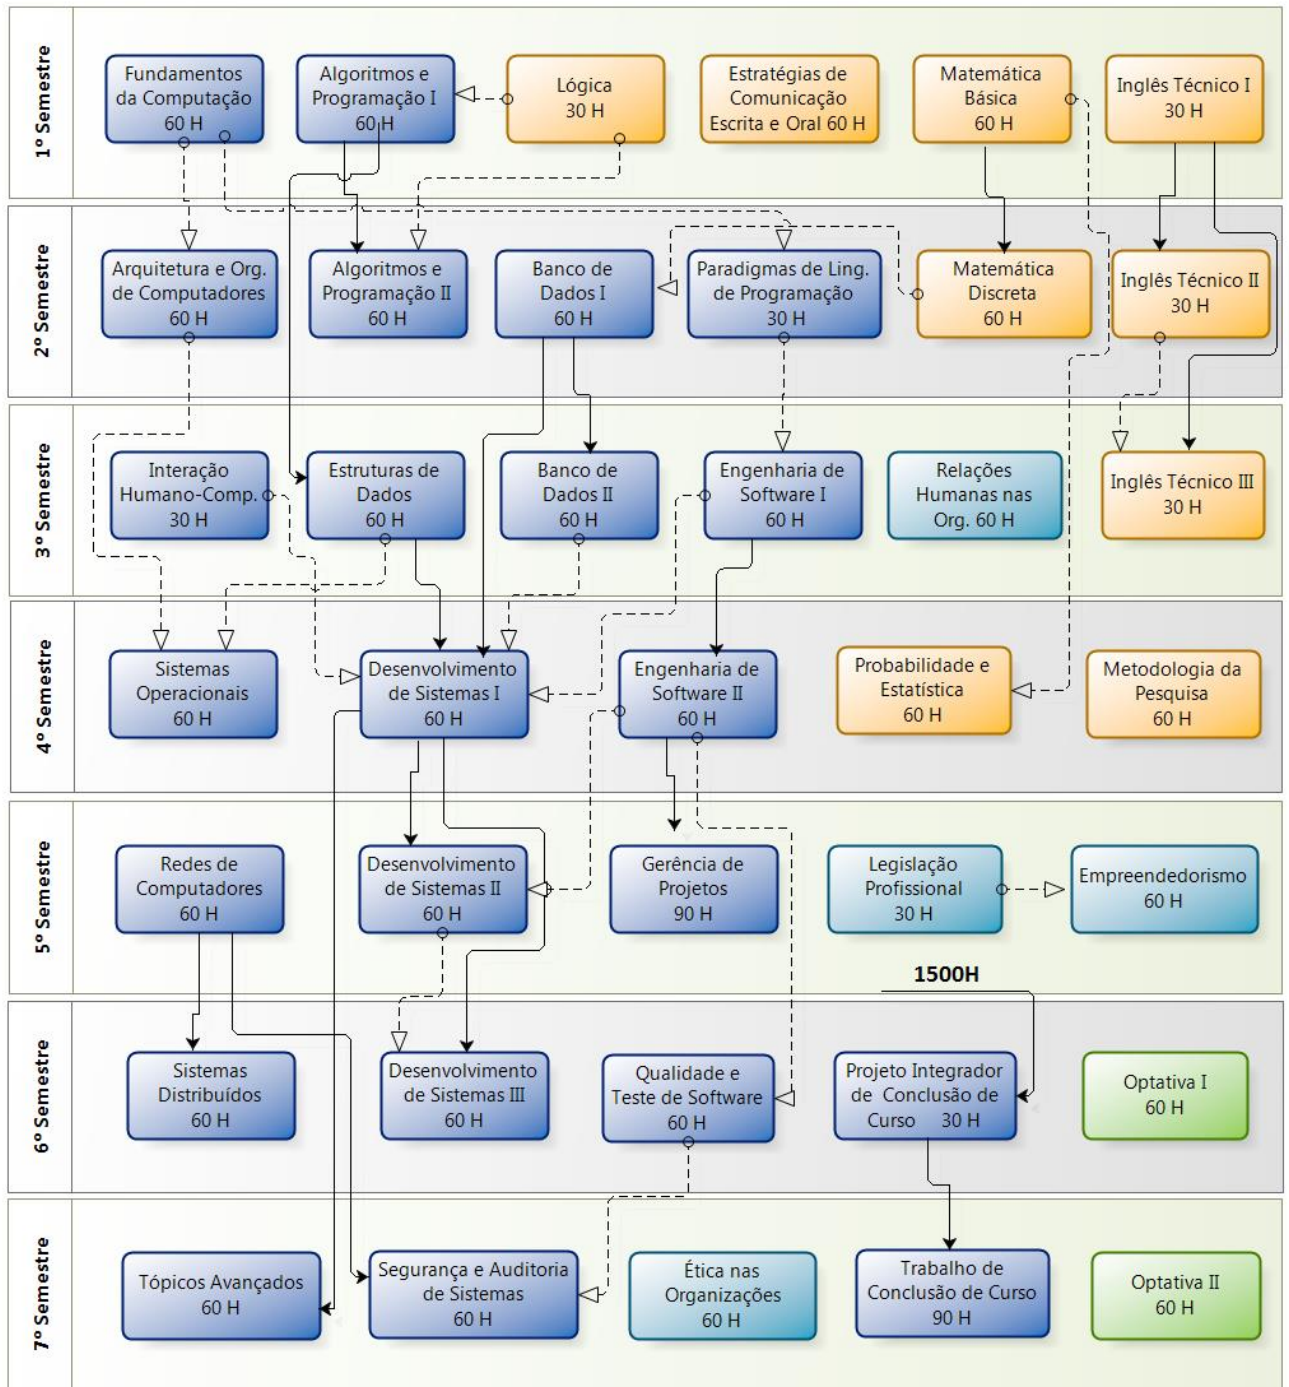 1º Semestre
Fundamentos
da Computação
60 H
Algoritmos e
Programação I
60 H
Lógica
30 H
Estratégias de
Comunicação
Escrita e Oral 60 H
Matemática
Básica
60 H
Inglês Técnico I
30 H
2º Semestre
Arquitetura e Org.
de Computadores
60 H
Algoritmos e
Programação II
60 H
Banco de
Dados I
60 H
Paradigmas de Ling.
de Programação
30 H
Matemática
Discreta
60 H
Inglês Técnico II
30 H
3º Semestre
Interação
Humano-Comp.
30 H
Estruturas de
Dados
60 H
Banco de
Dados II
60 H
Engenharia de
Software I
60 H
Relações
Humanas nas
Org. 60 H
Inglês Técnico III
30 H
4º Semestre
Sistemas
Operacionais
60 H
Desenvolvimento
de Sistemas I
60 H
Engenharia de
Software II
60 H
Probabilidade e
Estatística
60 H
Metodologia da
Pesquisa
60 H
5º Semestre
Redes de
Computadores
60 H
Desenvolvimento
de Sistemas II
60 H
Gerência de
Projetos
90 H
Legislação
Profissional
30 H
Empreendedorismo
60 H
1500H
6º Semestre
Sistemas
Distribuídos
60 H
Desenvolvimento
de Sistemas III
60 H
Qualidade e
Teste de Software
60 H
Projeto Integrador
de Conclusão de
Curso 30 H
Optativa I
60 H
7º Semestre
Tópicos Avançados
60 H
Segurança e Auditoria
de Sistemas
60 H
Ética nas
Organizações
60 H
Trabalho de
Conclusão de Curso
90 H
Optativa II
60 H